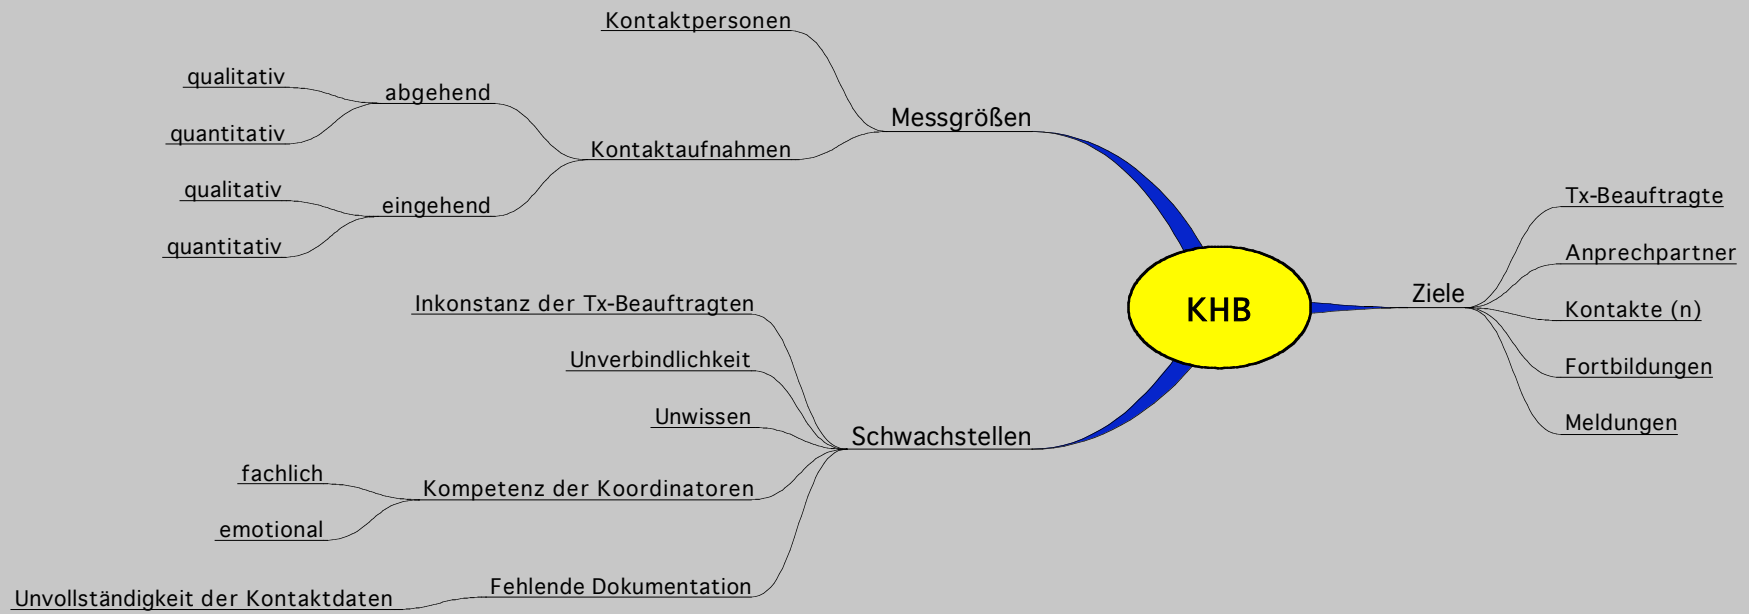 Kontaktpersonen
qualitativ
abgehend
quantitativ
Messgrößen
Kontaktaufnahmen
qualitativ
eingehend
quantitativ
Tx-Beauftragte
Anprechpartner
Ziele
Kontakte (n)
Fortbildungen
Meldungen
KHB
Inkonstanz der Tx-Beauftragten
Unverbindlichkeit
Unwissen
Schwachstellen
fachlich
Kompetenz der Koordinatoren
emotional
Fehlende Dokumentation
Unvollständigkeit der Kontaktdaten